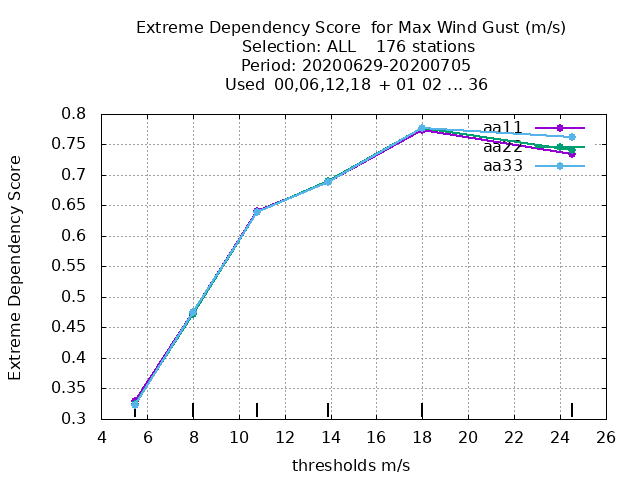 Extreme Dependency Score  for Max Wind Gust (m/s)
Selection: ALL    176 stations
Period: 20200629-20200705
Used  00,06,12,18  + 01 02 ... 36
Extreme Dependency Score
0.8
0.75
0.7
0.65
0.6
0.55
0.5
0.45
0.4
0.35
0.3
aa11
aa22
aa33
4 6 8 10 12 14 16 18 20 22 24 26
thresholds m/s